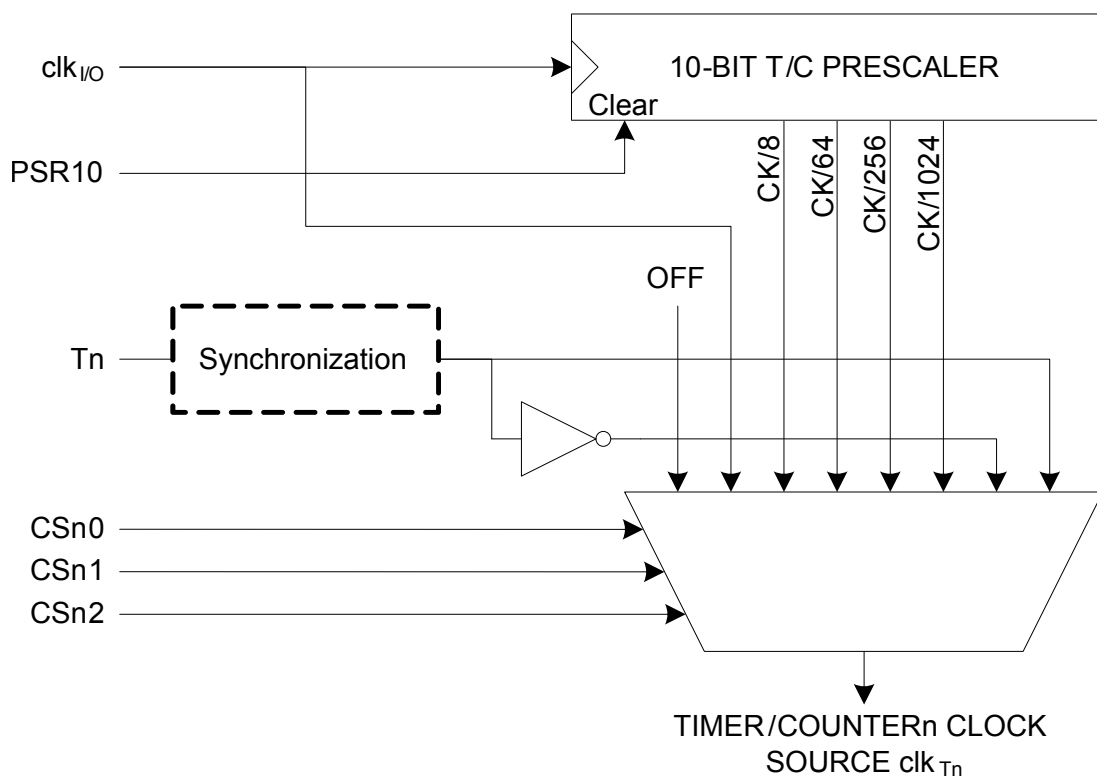 clkI/O
10-BIT T/C PRESCALER
Clear
PSR10
CK/8
CK/64
CK/256
CK/1024
OFF
Tn
Synchronization
CSn0
CSn1
CSn2
TIMER/COUNTERn CLOCK
SOURCE clkTn